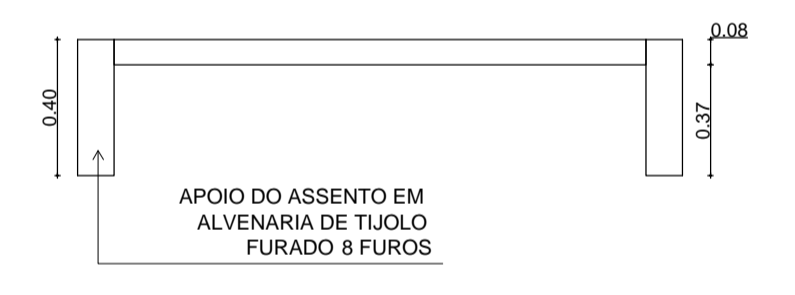 0.08
0.40
0.37
APOIO DO ASSENTO EM
ALVENARIA DE TIJOLO
FURADO 8 FUROS